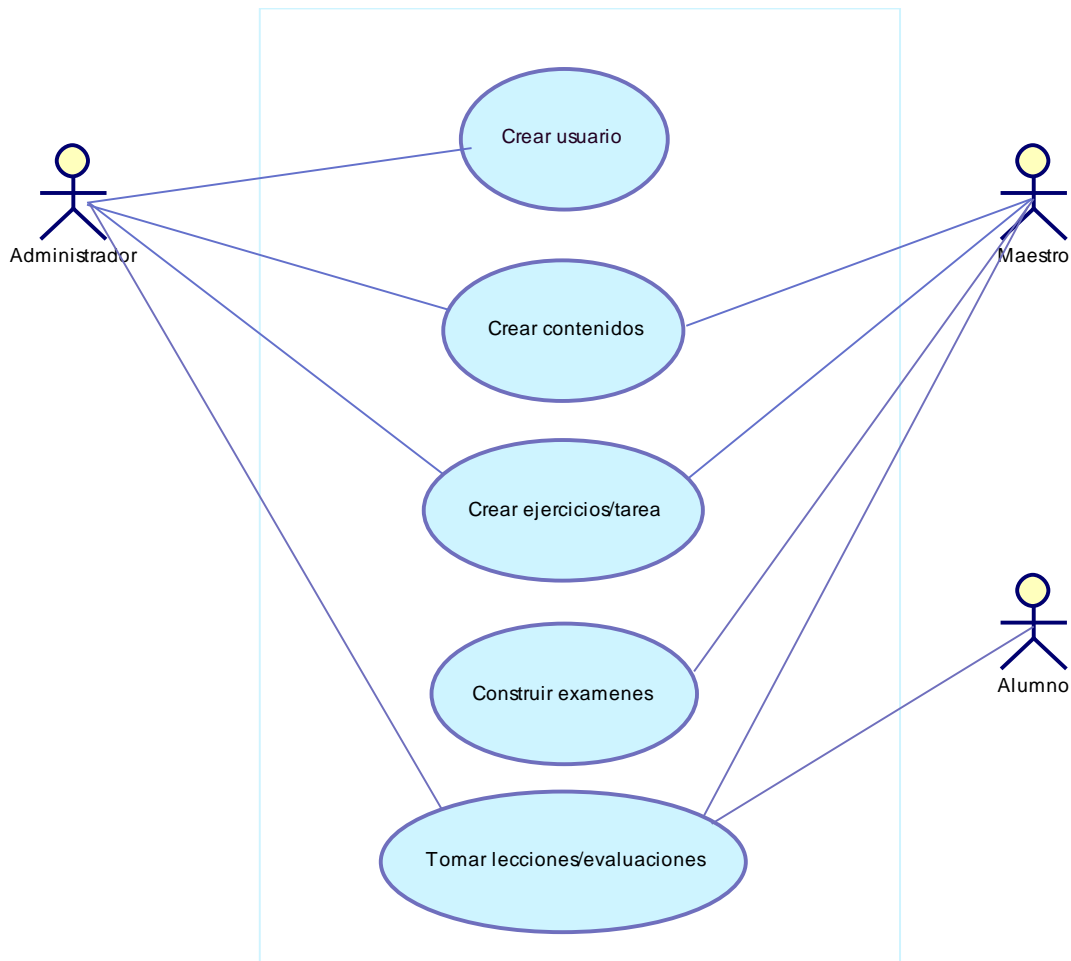 Crear usuario
Administrador
Maestro
Crear contenidos
Crear ejercicios/tarea
Construir examenes
Alumno
Tomar lecciones/evaluaciones